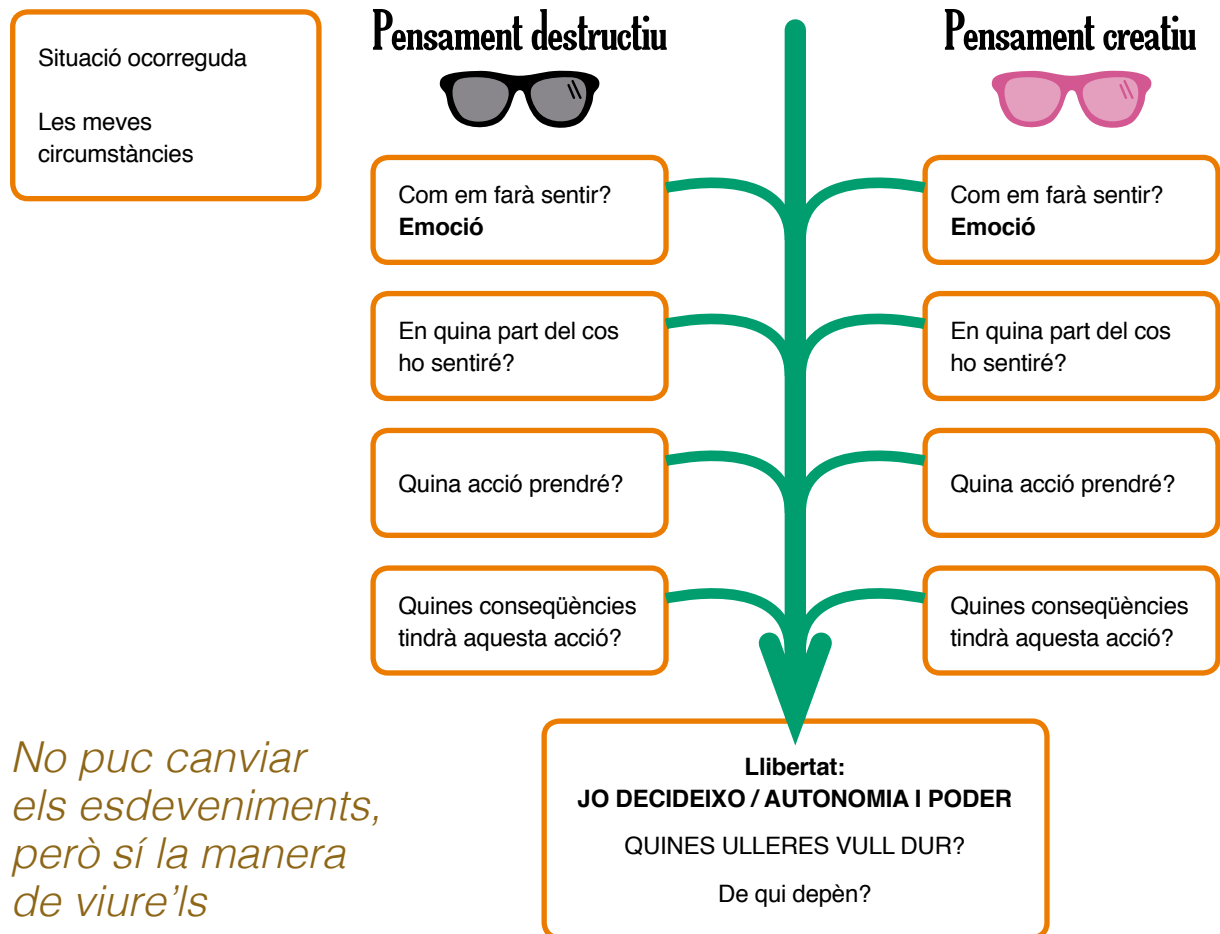 Situació ocorreguda
Les meves
circumstàncies
Pensament destructiu
Com em farà sentir?
Emoció
En quina part del cos
ho sentiré?
Quina acció prendré?
Quines conseqüències
tindrà aquesta acció?
Pensament creatiu
Com em farà sentir?
Emoció
En quina part del cos
ho sentiré?
Quina acció prendré?
Quines conseqüències
tindrà aquesta acció?
No puc canviar
els esdeveniments,
però sí la manera
de viure’ls
Llibertat:
JO DECIDEIXO / AUTONOMIA I PODER
QUINES ULLERES VULL DUR?
De qui depèn?